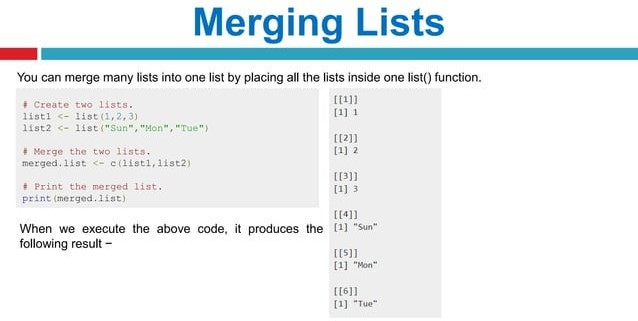 Merging Lists
You can merge many lists into one list by placing all the lists inside one list() function.
# Create two lists.
list1 <- list(1,2,3)
list2 <- list("Sun","Mon","Tue")
# Merge the two lists.
merged.list <- c(list1,list2)
# Print the merged list.
print(merged.list)
When we execute the above code, it produces the
following result −
[[1]]
[1] 1
[[2]]
[1] 2
[[3]]
[1] 3
[[4]]
[1] "Sun"
[[5]]
[1] "Mon"
[[6]]
[1] "Tue"